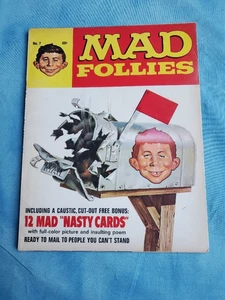 No. 7
MAD
FOLLIES
INCLUDING A CAUSTIC, CUT-OUT FREE BONUS:
12 MAD "NASTY CARDS"
with full-color picture and insulting poem
READY TO MAIL TO PEOPLE YOU CAN'T STAND